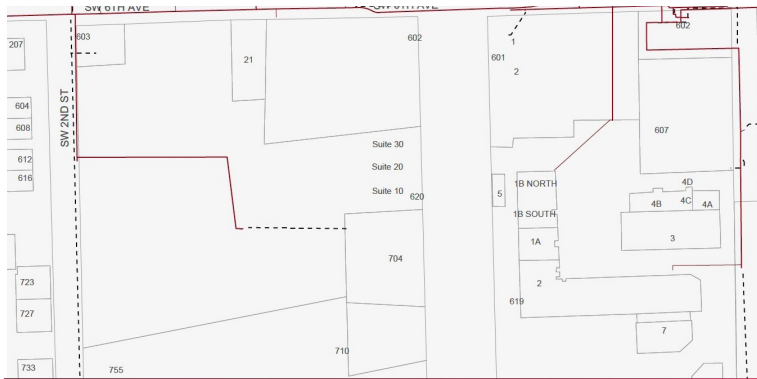 SW 6TH AVE
SW 6TH AVE
207
603
602
602
1
601
2
21
604
608
SW 2ND ST
607
612
616
Suite 30
Suite 20
Suite 10
620
5
1B NORTH
1B SOUTH
4D
4B
4C
4A
1A
3
704
723
727
2
619
7
710
733
755